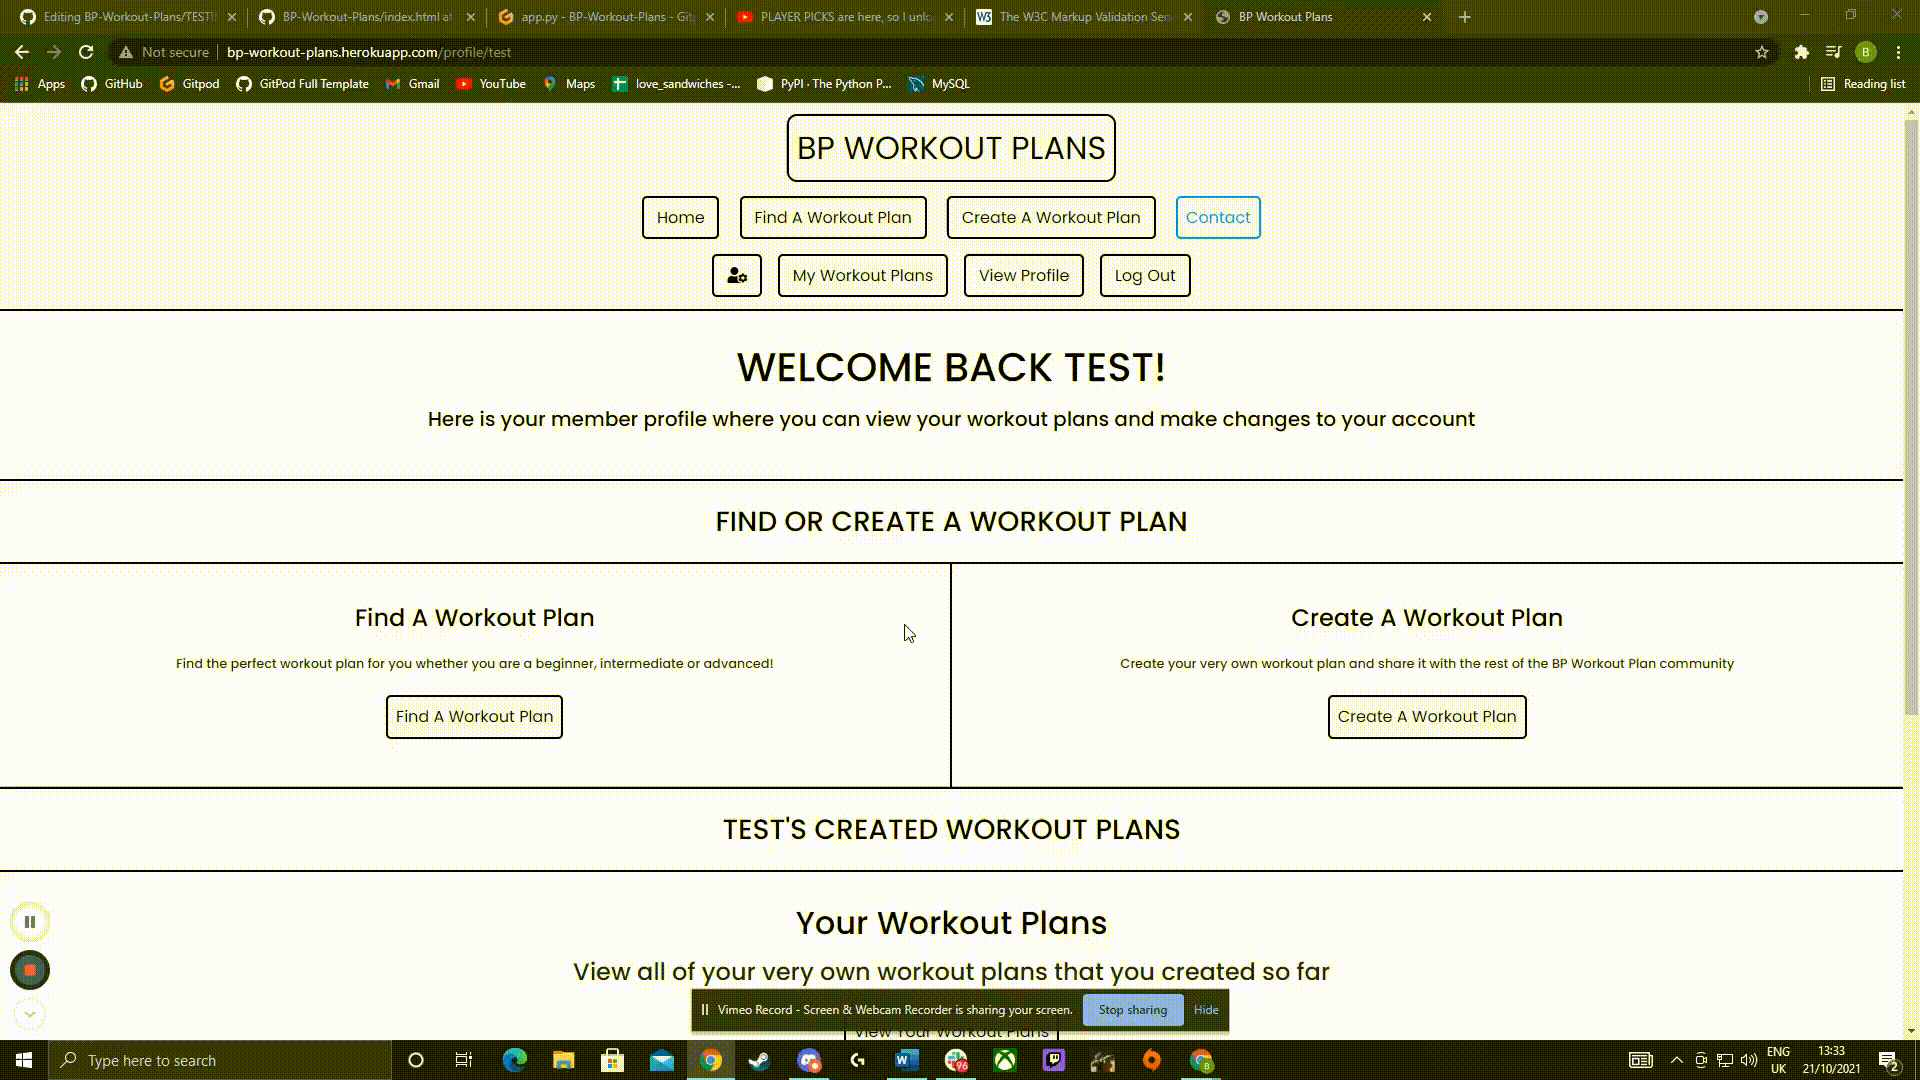 Editing BP-Workout-Plans/TESTI
BP-Workout-Plans/index.html at
app.py - BP-Workout-Plans - Git
PLAYER PICKS are here, so I unlo
The W3C Markup Validation Serv
BP Workout Plans
Not secure
bp-workout-plans.herokuapp.com/profile/test
Apps
GitHub
Gitpod
GitPod Full Template
Gmail
YouTube
Maps
love_sandwiches -...
PyPI · The Python P...
MySQL
Reading list
BP WORKOUT PLANS
Home
Find A Workout Plan
Create A Workout Plan
Contact
My Workout Plans
View Profile
Log Out
WELCOME BACK TEST!
Here is your member profile where you can view your workout plans and make changes to your account
FIND OR CREATE A WORKOUT PLAN
Find A Workout Plan
Find the perfect workout plan for you whether you are a beginner, intermediate or advanced!
Find A Workout Plan
Create A Workout Plan
Create your very own workout plan and share it with the rest of the BP Workout Plan community
Create A Workout Plan
TEST'S CREATED WORKOUT PLANS
Your Workout Plans
View all of your very own workout plans that you created so far
Vimeo Record - Screen & Webcam Recorder is sharing your screen.
Stop sharing
Hide
View Your Workout Plans
Type here to search
96
ENG
UK
13:33
21/10/2021
2